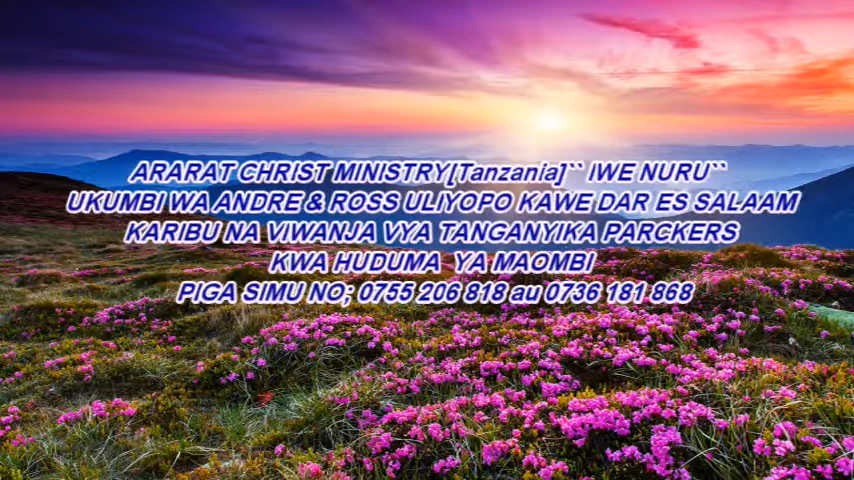 ARARAT CHRIST MINISTRY[Tanzania]`` IWE NURU``
UKUMBI WA ANDRE & ROSS ULIYOPO KAWE DAR ES SALAAM
KARIBU NA VIWANJA VYA TANGANYIKA PARCKERS
KWA HUDUMA YA MAOMBI
PIGA SIMU NO; 0755 206 818 au 0736 181 868